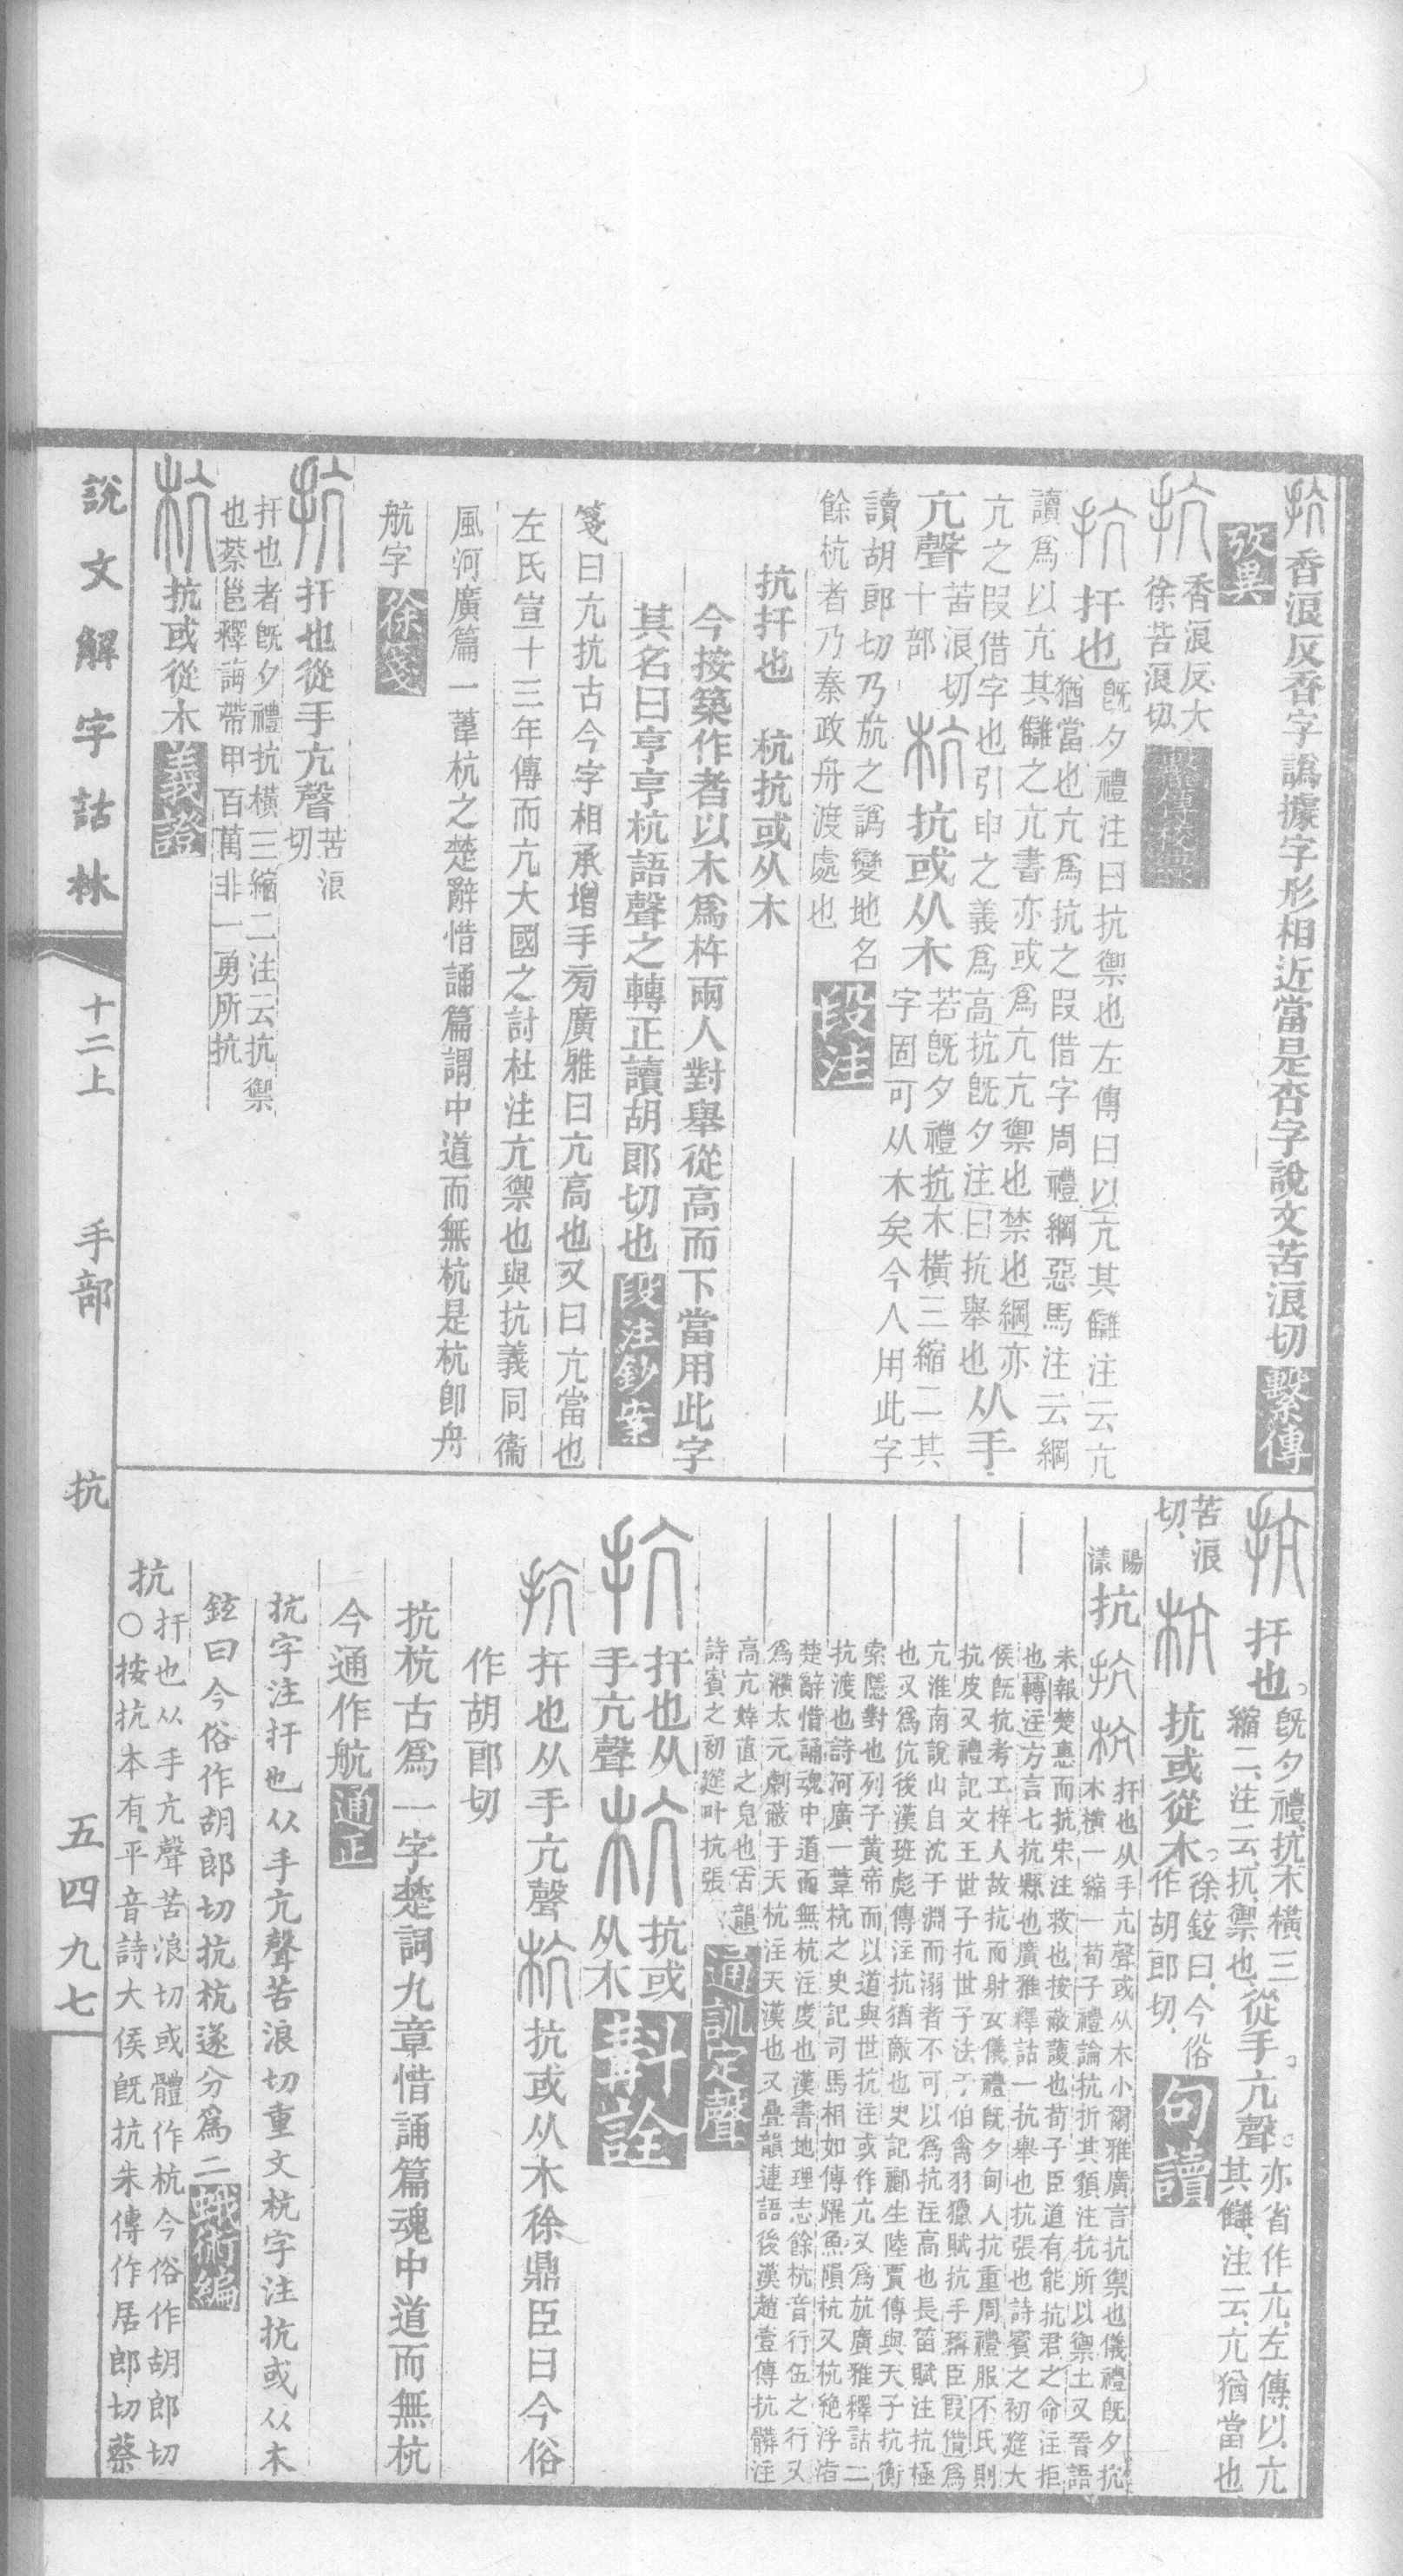 抗香浪反香字譌據字形相近當是杏字說文苦浪切 繫傳
攷異
抗 香浪反大
徐苦浪切
抗 扞也旣夕禮注曰抗禦也左傳曰以亢其讎注云亢
猶當也亢爲抗之叚借字周禮綱惡馬注云綱
讀爲以亢其讎之亢書亦或爲亢亢禦也禁也綱亦
亢之叚借字也引申之義爲高抗旣夕注曰抗舉也从手
亢聲苦浪切
十部 杭 抗或从木若旣夕禮抗木橫三縮二其
字固可从木矣今人用此字
讀胡郎切乃㫄之譌變地名
餘杭者乃秦政舟渡處也 段注
抗扞也 杭抗或从木
今按築作者以木爲杵兩人對舉從高而下當用此字
其名曰亨亨杭語聲之轉正讀胡郎切也 段注鈔案
箋曰亢抗古今字相承增手旁廣雅曰亢高也又曰亢當也
左氏宣十三年傳而亢大國之討杜注亢禦也與抗義同衞
風河廣篇一葦杭之楚辭惜誦篇謂中道而無杭是杭卽舟
航字 徐箋
抗 扞也從手亢聲苦浪
切
扞也者旣夕禮抗橫三縮二注云抗禦
也蔡邕釋誨帶甲百萬非一勇所抗
杭 抗或從木 義證
說文解字詁林
十二上 手部 抗
五四九七
抗 扞也旣夕禮抗木橫三
縮二注云抗禦也從手亢聲亦省作亢左傳以亢
其讎注云亢猶當也
苦浪
切 杭 抗或從木徐鉉曰今俗
作胡郎切 句讀
陽
漾 抗 抗 杭 扞也从手亢聲或从木小爾雅廣言抗禦也儀禮旣夕抗
木橫一縮一荀子禮論抗折其頟注抗所以禦土又晉語
未報楚惠而抗宋注救也按蔽護也荀子臣道有能抗君之命注拒
也轉注方言七抗縣也廣雅釋詁一抗舉也抗張也詩賓之初筵大
侯旣抗考工梓人故抗而射女儀禮旣夕甸人抗重周禮服不氏則
抗皮又禮記文王世子抗世子法于伯禽羽獵賦抗手稱臣叚借爲
亢淮南說山自沈于淵而溺者不可以爲抗注高也長笛賦注抗極
也又爲伉後漢班彪傳注抗猶敵也史記酈生陸賈傳與天子抗衡
索隱對也列子黃帝而以道與世抗注或作亢又爲㫄廣雅釋詁二
抗渡也詩河廣一葦杭之史記司馬相如傳躍魚隕杭又杭絶浮渚
楚辭惜誦魂中道而無杭注度也漢書地理志餘杭音行伍之行又
爲潢太元劇蔽于天杭注天漢也又疊韻連語後漢趙壹傳抗髒注
高亢婞直之皃也古韻
詩賓之初筵叶抗張 通訓定聲
抗 扞也从
手亢聲 杭 抗或
从木 斠詮
抗 扞也从手亢聲 杭 抗或从木徐鼎臣曰今俗
作胡郎切
抗杭古爲一字楚詞九章惜誦篇魂中道而無杭
今通作航 通正
抗字注扞也从手亢聲苦浪切重文杭字注抗或从木
鉉曰今俗作胡郎切抗杭遂分爲二 蛾術編
抗 扞也从手亢聲苦浪切或體作杭今俗作胡郎切
○按抗本有平音詩大侯旣抗朱傳作居郎切蔡